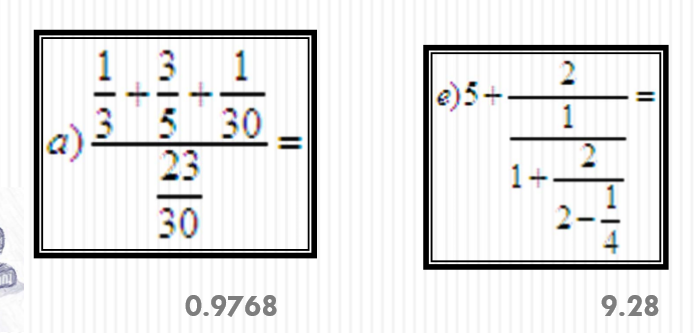 a) (1/3 + 3/5 + 1/30) / (23/30) =
e) 5 + 2 / (1 / (1 + 2 / (2 − 1/4))) =
0.9768
9.28